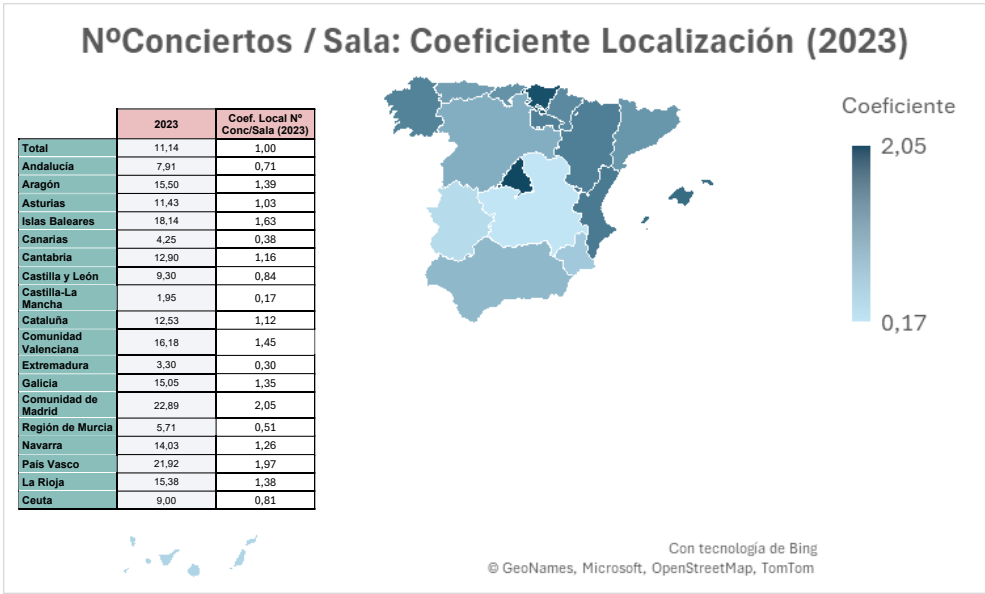 NºConciertos / Sala: Coeficiente Localización (2023)
2023 Coef. Local Nº
Conc/Sala (2023)
Total 11,14 1,00
Andalucía 7,91 0,71
Aragón 15,50 1,39
Asturias 11,43 1,03
Islas Baleares 18,14 1,63
Canarias 4,25 0,38
Cantabria 12,90 1,16
Castilla y León 9,30 0,84
Castilla-La
Mancha 1,95 0,17
Cataluña 12,53 1,12
Comunidad
Valenciana 16,18 1,45
Extremadura 3,30 0,30
Galicia 15,05 1,35
Comunidad de
Madrid 22,89 2,05
Región de Murcia 5,71 0,51
Navarra 14,03 1,26
País Vasco 21,92 1,97
La Rioja 15,38 1,38
Ceuta 9,00 0,81
Coeficiente
2,05
0,17
Con tecnología de Bing
© GeoNames, Microsoft, OpenStreetMap, TomTom